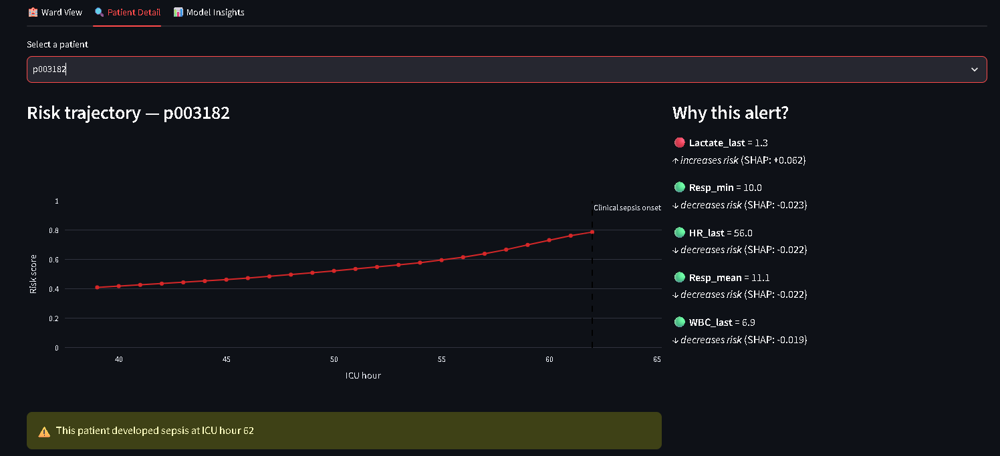 Ward View Patient Detail Model Insights
Select a patient
p003182
Risk trajectory — p003182
1
0.8
0.6
0.4
0.2
0
Risk score
Clinical sepsis onset
40 45 50 55 60 65
ICU hour
This patient developed sepsis at ICU hour 62
Why this alert?
Lactate_last = 1.3
↑ increases risk (SHAP: +0.062)
Resp_min = 10.0
↓ decreases risk (SHAP: -0.023)
HR_last = 56.0
↓ decreases risk (SHAP: -0.022)
Resp_mean = 11.1
↓ decreases risk (SHAP: -0.022)
WBC_last = 6.9
↓ decreases risk (SHAP: -0.019)